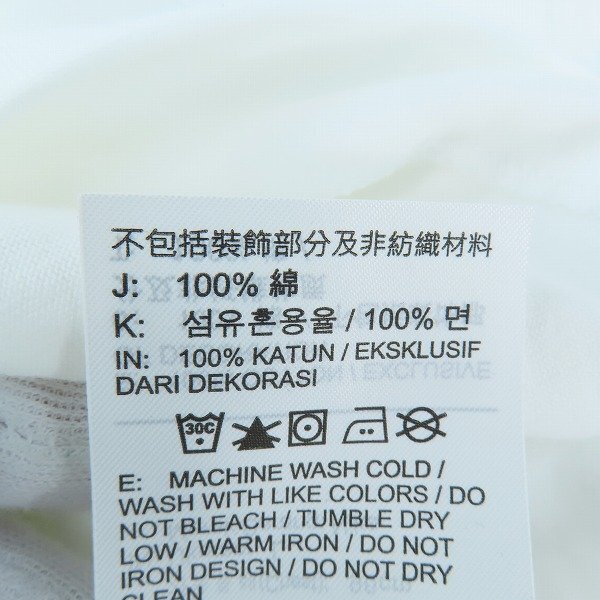 不包括裝飾部分及非紡織材料
J: 100% 綿
K: 섬유혼용율 / 100% 면
IN: 100% KATUN / EKSKLUSIF
DARI DEKORASI
30C
E: MACHINE WASH COLD /
WASH WITH LIKE COLORS / DO
NOT BLEACH / TUMBLE DRY
LOW / WARM IRON / DO NOT
IRON DESIGN / DO NOT DRY
CLEAN